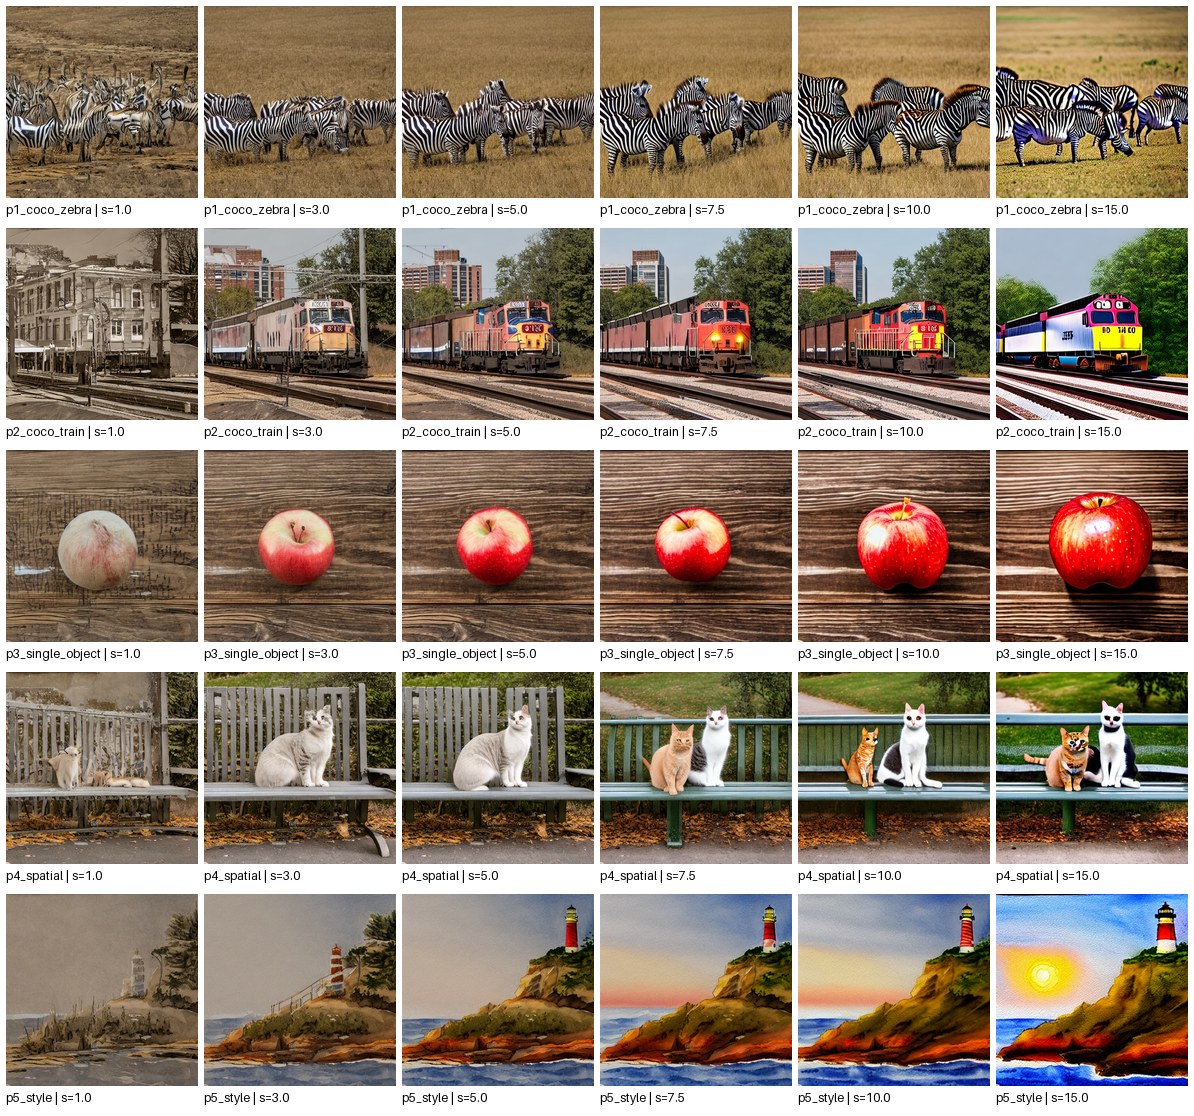 p1_coco_zebra | s=1.0
p1_coco_zebra | s=3.0
p1_coco_zebra | s=5.0
p1_coco_zebra | s=7.5
p1_coco_zebra | s=10.0
p1_coco_zebra | s=15.0
p2_coco_train | s=1.0
p2_coco_train | s=3.0
p2_coco_train | s=5.0
p2_coco_train | s=7.5
p2_coco_train | s=10.0
p2_coco_train | s=15.0
p3_single_object | s=1.0
p3_single_object | s=3.0
p3_single_object | s=5.0
p3_single_object | s=7.5
p3_single_object | s=10.0
p3_single_object | s=15.0
p4_spatial | s=1.0
p4_spatial | s=3.0
p4_spatial | s=5.0
p4_spatial | s=7.5
p4_spatial | s=10.0
p4_spatial | s=15.0
p5_style | s=1.0
p5_style | s=3.0
p5_style | s=5.0
p5_style | s=7.5
p5_style | s=10.0
p5_style | s=15.0